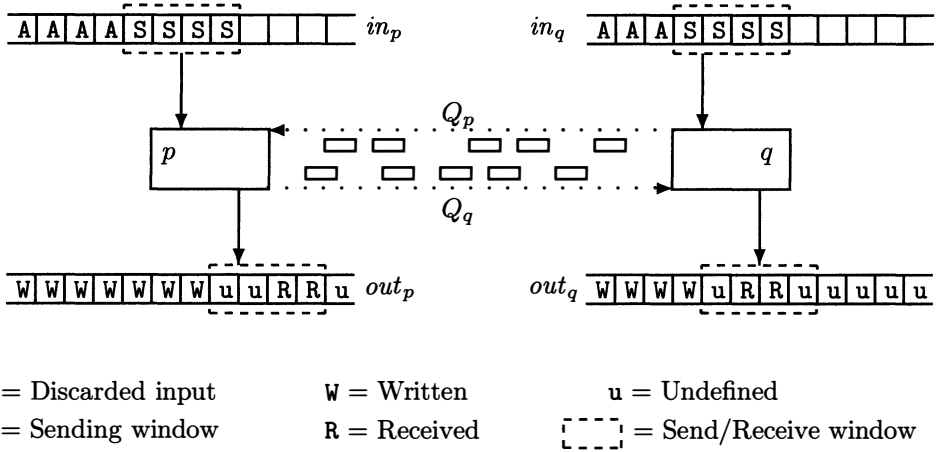 A A A A S S S S in_p in_q A A A S S S S
Q_p
p q
Q_q
W W W W W W W u u R R u out_p out_q W W W W u R R u u u u u
= Discarded input W = Written u = Undefined
= Sending window R = Received = Send/Receive window